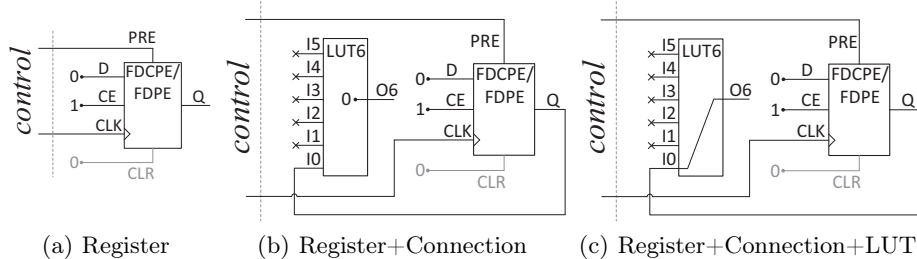 control
PRE
D
0
FDCPE/
FDPE
Q
CE
1
CLK
0
CLR
(a) Register
control
I5
LUT6
I4
I3
0
O6
I2
I1
I0
PRE
D
0
FDCPE/
FDPE
Q
CE
1
CLK
0
CLR
(b) Register+Connection
control
I5
LUT6
I4
I3
O6
I2
I1
I0
PRE
D
0
FDCPE/
FDPE
Q
CE
1
CLK
0
CLR
(c) Register+Connection+LUT